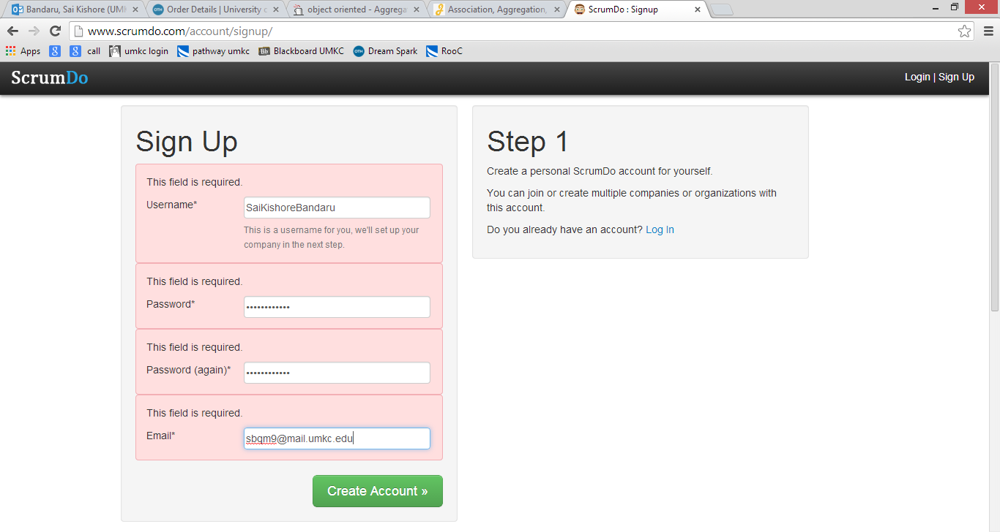 Bandaru, Sai Kishore (UM
Order Details | University
object oriented - Aggrega
Association, Aggregation,
ScrumDo : Signup
www.scrumdo.com/account/signup/
Apps
call
umkc login
pathway umkc
Bb
Blackboard UMKC
OTH
Dream Spark
RooC
ScrumDo
Login | Sign Up
Sign Up
This field is required.
Username*
SaiKishoreBandaru
This is a username for you, we'll set up your
company in the next step.
This field is required.
Password*
••••••••••••
This field is required.
Password (again)*
••••••••••••
This field is required.
Email*
sbqm9@mail.umkc.edu
Create Account »
Step 1
Create a personal ScrumDo account for yourself.
You can join or create multiple companies or organizations with
this account.
Do you already have an account? Log In